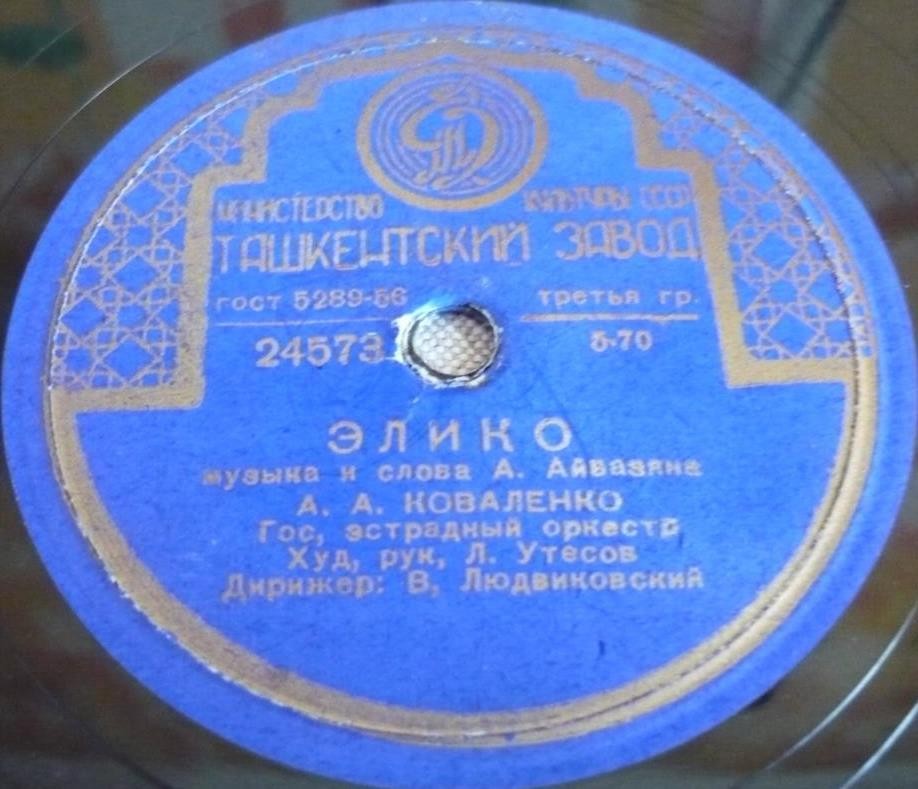 МИНИСТЕРСТВО КУЛЬТУРЫ СССР
ТАШКЕНТСКИЙ ЗАВОД
гост 5289-56 третья гр.
24573 5-70
ЭЛИКО
музыка и слова А. Айвазяна
А. А. КОВАЛЕНКО
Гос, эстрадный оркестр
Худ, рук, Л. Утесов
Дирижер: В, Людвиковский